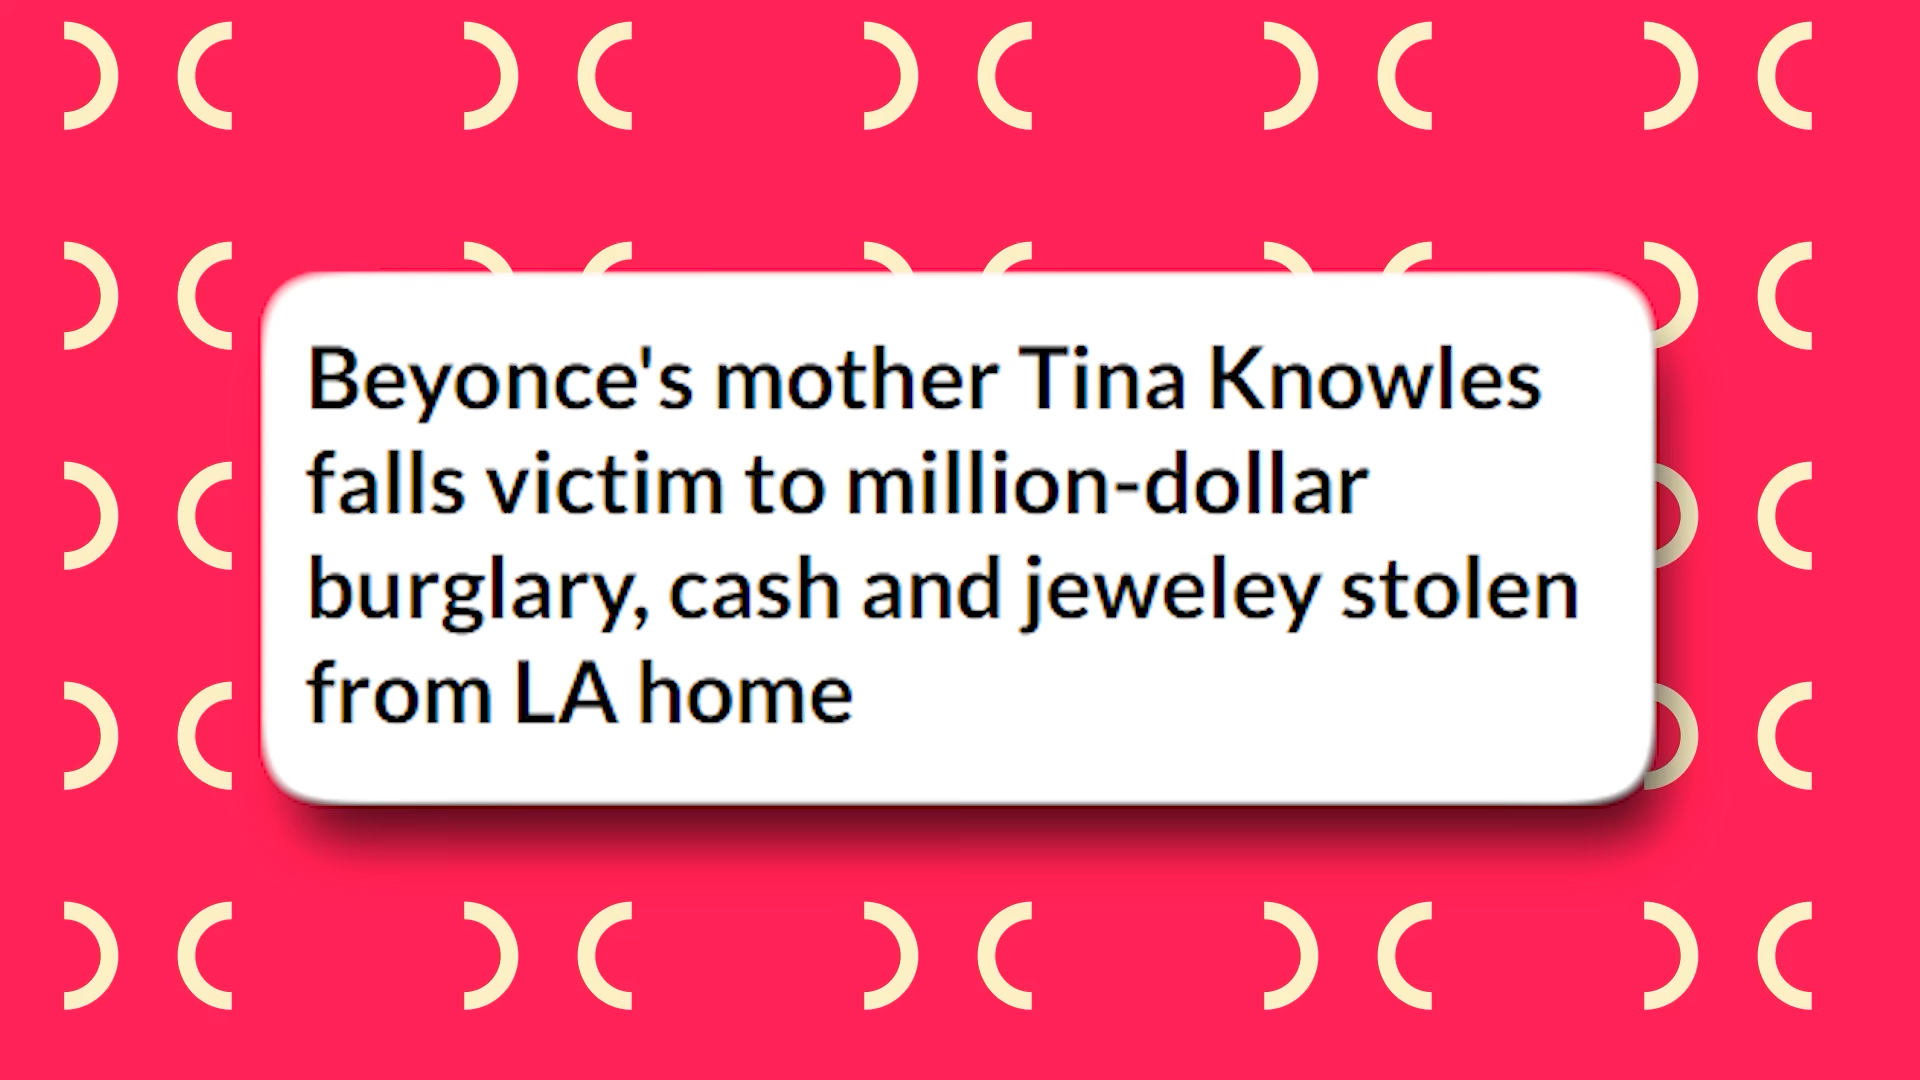 Beyonce's mother Tina Knowles
falls victim to million-dollar
burglary, cash and jeweley stolen
from LA home